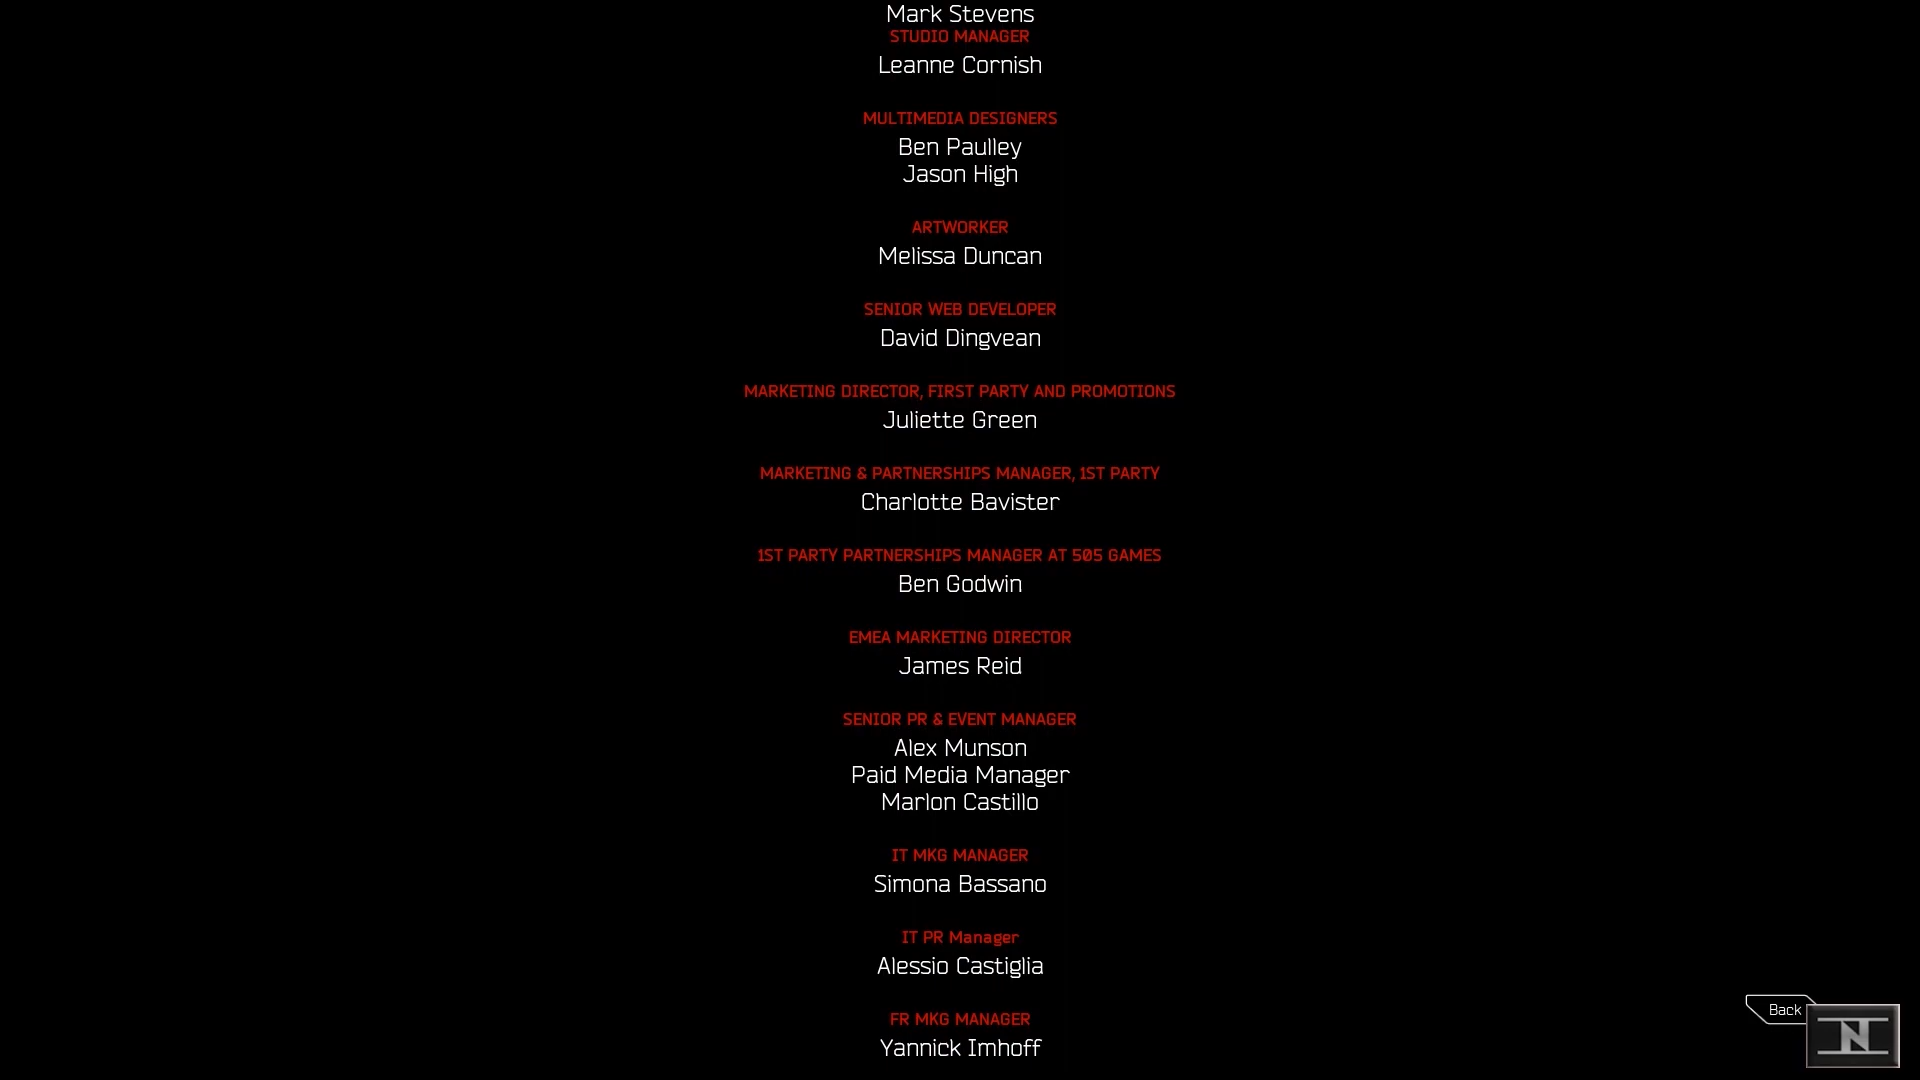 Mark Stevens
STUDIO MANAGER
Leanne Cornish
MULTIMEDIA DESIGNERS
Ben Paulley
Jason High
ARTWORKER
Melissa Duncan
SENIOR WEB DEVELOPER
David Dingvean
MARKETING DIRECTOR, FIRST PARTY AND PROMOTIONS
Juliette Green
MARKETING & PARTNERSHIPS MANAGER, 1ST PARTY
Charlotte Bavister
1ST PARTY PARTNERSHIPS MANAGER AT 505 GAMES
Ben Godwin
EMEA MARKETING DIRECTOR
James Reid
SENIOR PR & EVENT MANAGER
Alex Munson
Paid Media Manager
Marlon Castillo
IT MKG MANAGER
Simona Bassano
IT PR Manager
Alessio Castiglia
FR MKG MANAGER
Yannick Imhoff
Back
N